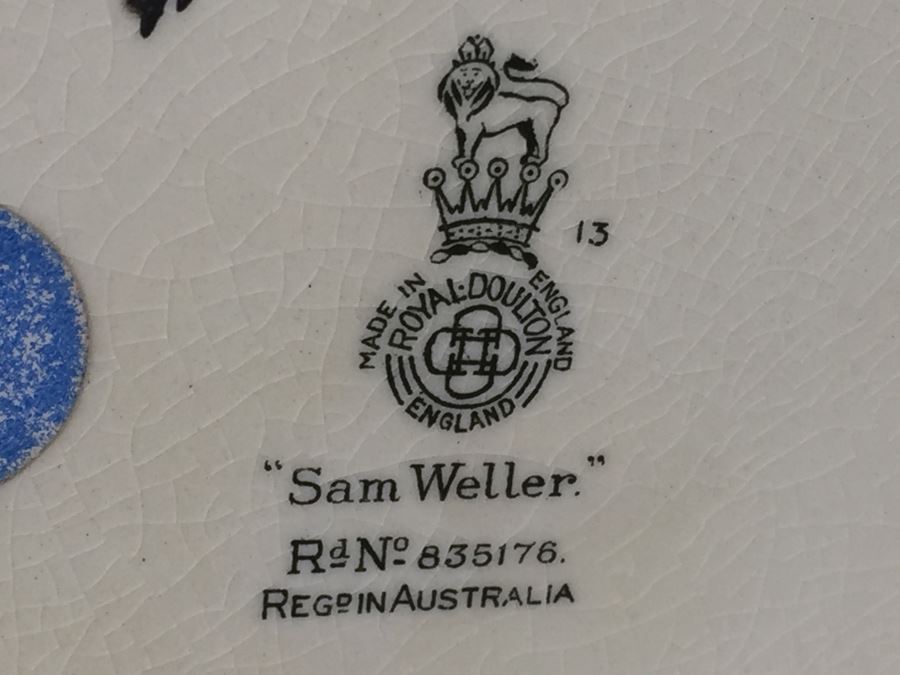 13
MADE IN ENGLAND
ROYAL·DOULTON
ENGLAND
"Sam Weller."
Rd No 835176.
REGD IN AUSTRALIA